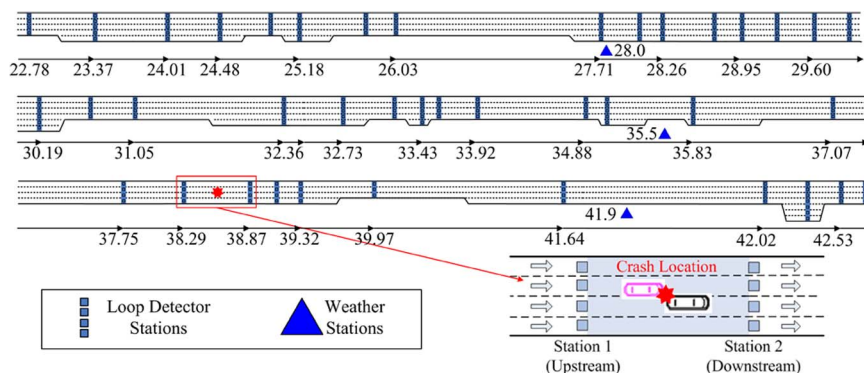 22.78 23.37 24.01 24.48 25.18 26.03 27.71 28.0 28.26 28.95 29.60
30.19 31.05 32.36 32.73 33.43 33.92 34.88 35.5 35.83 37.07
37.75 38.29 38.87 39.32 39.97 41.64 41.9 42.02 42.53
Crash Location
Loop Detector
Stations
Weather
Stations
Station 1
(Upstream)
Station 2
(Downstream)